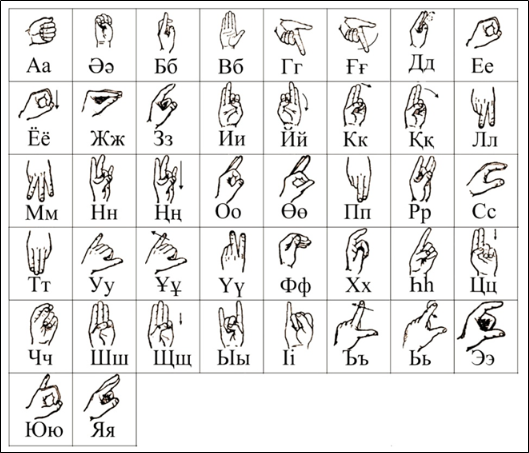 Аа Әә Бб Вб Гг Ғғ Дд Ее
Ёё Жж Зз Ии Йй Кк Ққ Лл
Мм Нн Ңң Оо Өө Пп Рр Сс
Тт Уу Ұұ Үү Фф Хх Һһ Цц
Чч Шш Щщ Ыы Іі Ъъ Ьь Ээ
Юю Яя